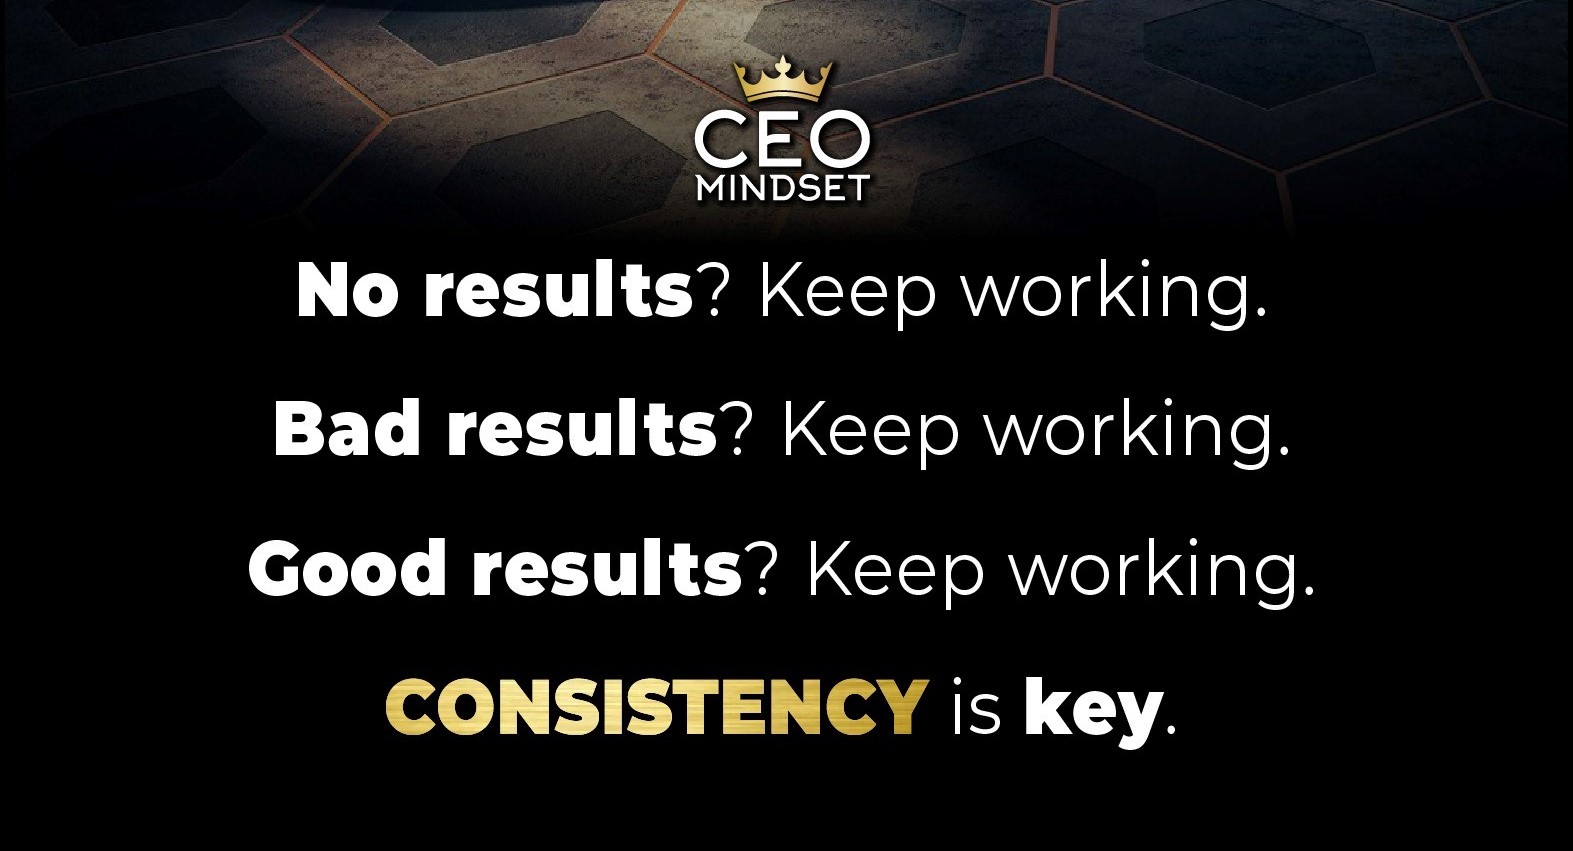 CEO
MINDSET
No results? Keep working.
Bad results? Keep working.
Good results? Keep working.
CONSISTENCY is key.